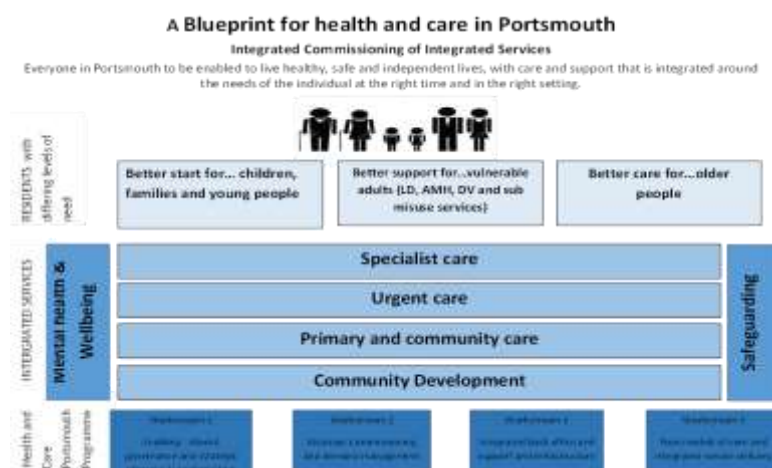 A Blueprint for health and care in Portsmouth
Integrated Commissioning of Integrated Services
Everyone in Portsmouth to be enabled to live healthy, safe and independent lives, with care and support that is integrated around
the needs of the individual at the right time and in the right setting.
RESIDENTS with
differing levels of
need
Better start for... children,
families and young people
Better support for...vulnerable
adults (LD, AMH, DV and sub
misuse services)
Better care for...older
people
INTERGRATED SERVICES
Mental health &
Wellbeing
Specialist care
Urgent care
Primary and community care
Community Development
Safeguarding
Health and
Care
Portsmouth
Programme